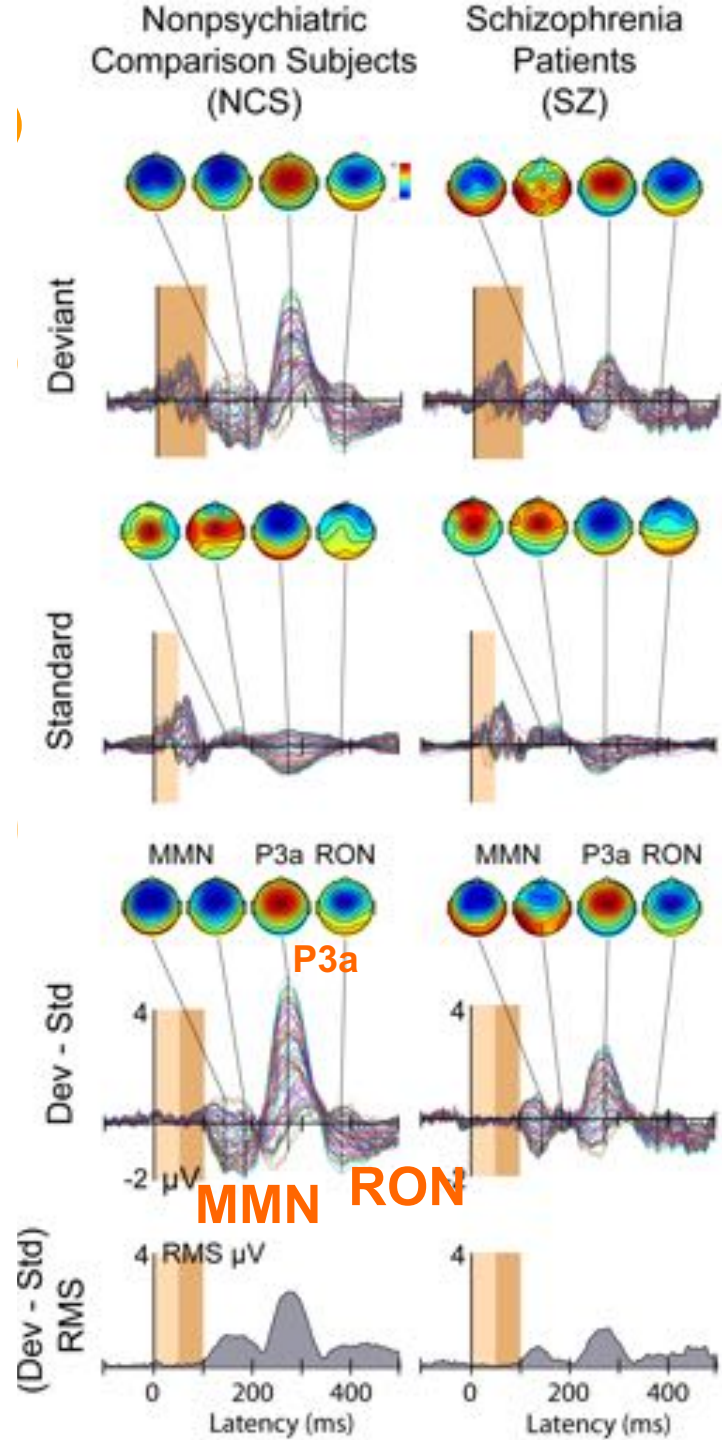 Nonpsychiatric
Comparison Subjects
(NCS)
Schizophrenia
Patients
(SZ)
Deviant
Standard
MMN P3a RON
MMN P3a RON
P3a
Dev - Std
4
4
-2 µV
-2
MMN
RON
(Dev - Std)
RMS
4 RMS µV
4
0 200 400
0 200 400
Latency (ms)
Latency (ms)